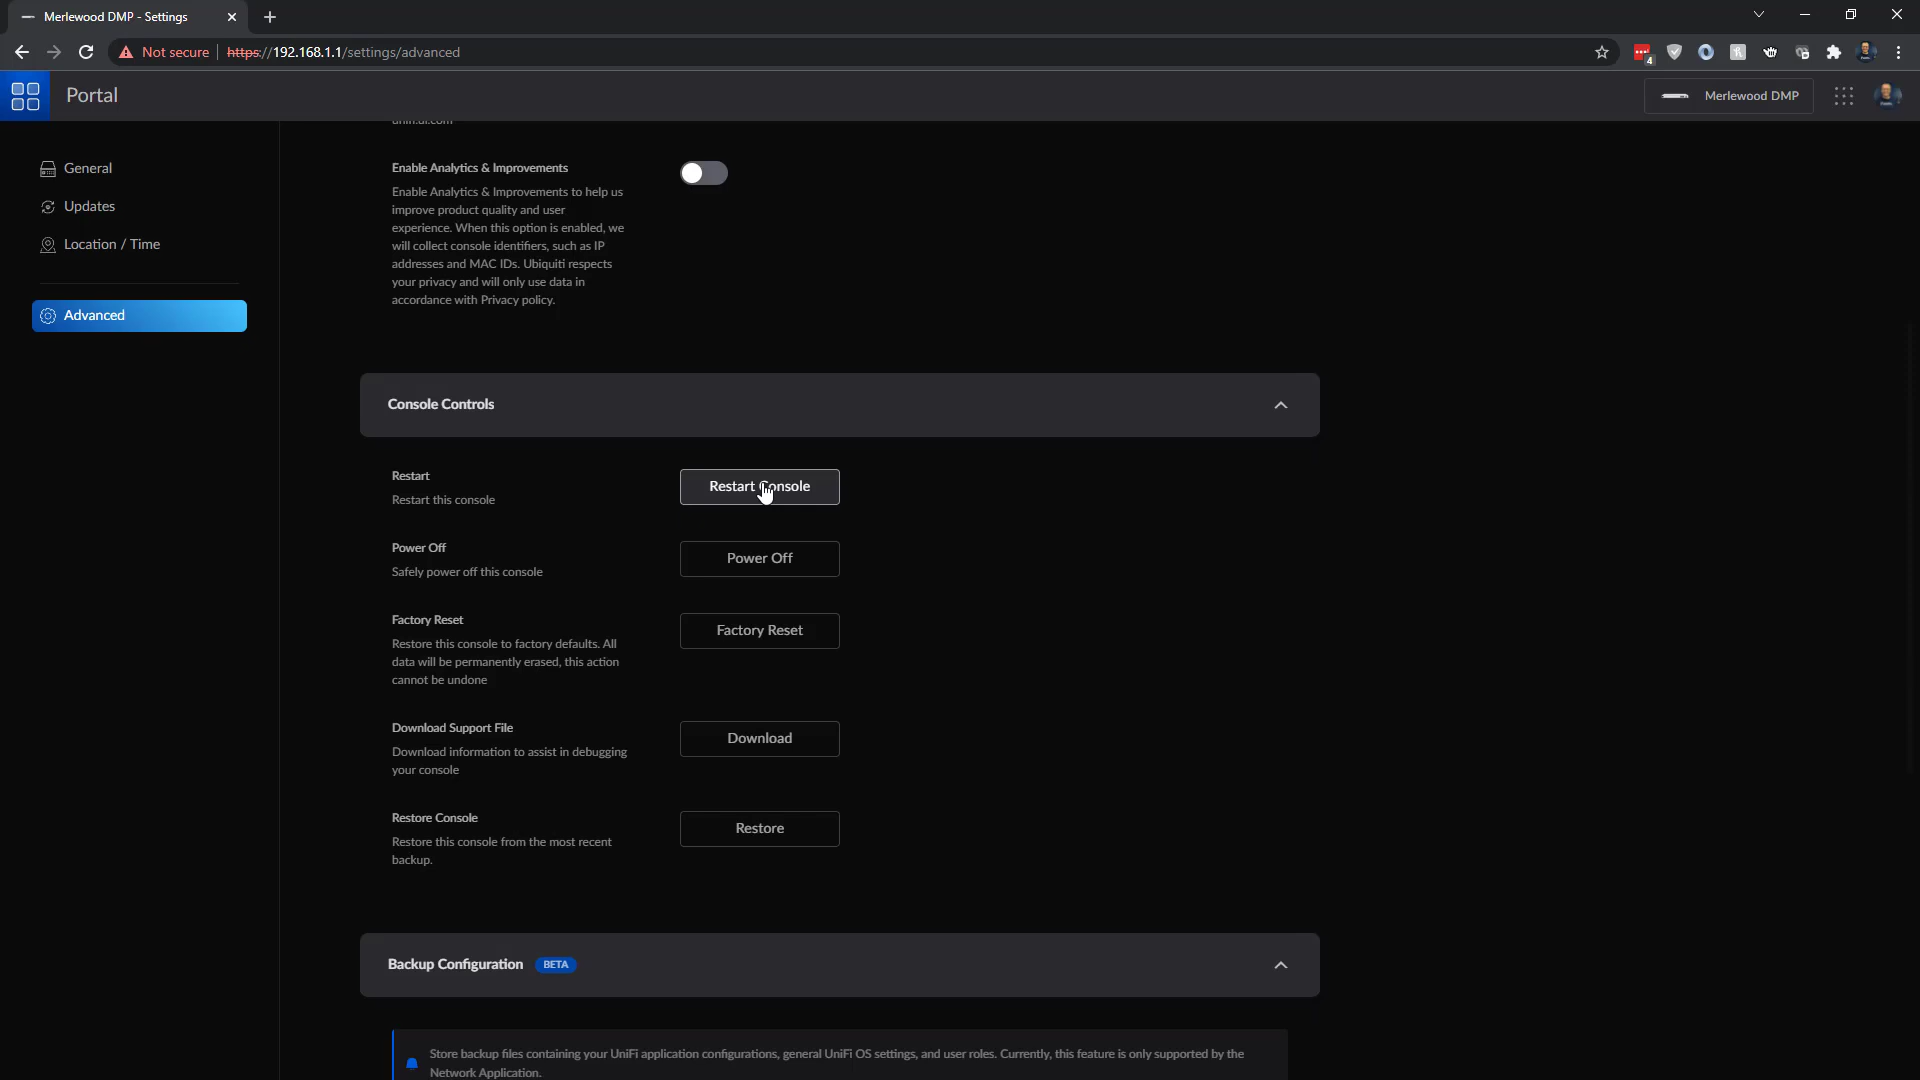 Merlewood DMP - Settings
Not secure
https://192.168.1.1/settings/advanced
4
Portal
Merlewood DMP
General
Updates
Location / Time
Advanced
unifi.ui.com
Enable Analytics & Improvements
Enable Analytics & Improvements to help us
improve product quality and user
experience. When this option is enabled, we
will collect console identifiers, such as IP
addresses and MAC IDs. Ubiquiti respects
your privacy and will only use data in
accordance with Privacy policy.
Console Controls
Restart
Restart this console
Restart Console
Power Off
Safely power off this console
Power Off
Factory Reset
Restore this console to factory defaults. All
data will be permanently erased, this action
cannot be undone
Factory Reset
Download Support File
Download information to assist in debugging
your console
Download
Restore Console
Restore this console from the most recent
backup.
Restore
Backup Configuration BETA
Store backup files containing your UniFi application configurations, general UniFi OS settings, and user roles. Currently, this feature is only supported by the
Network Application.